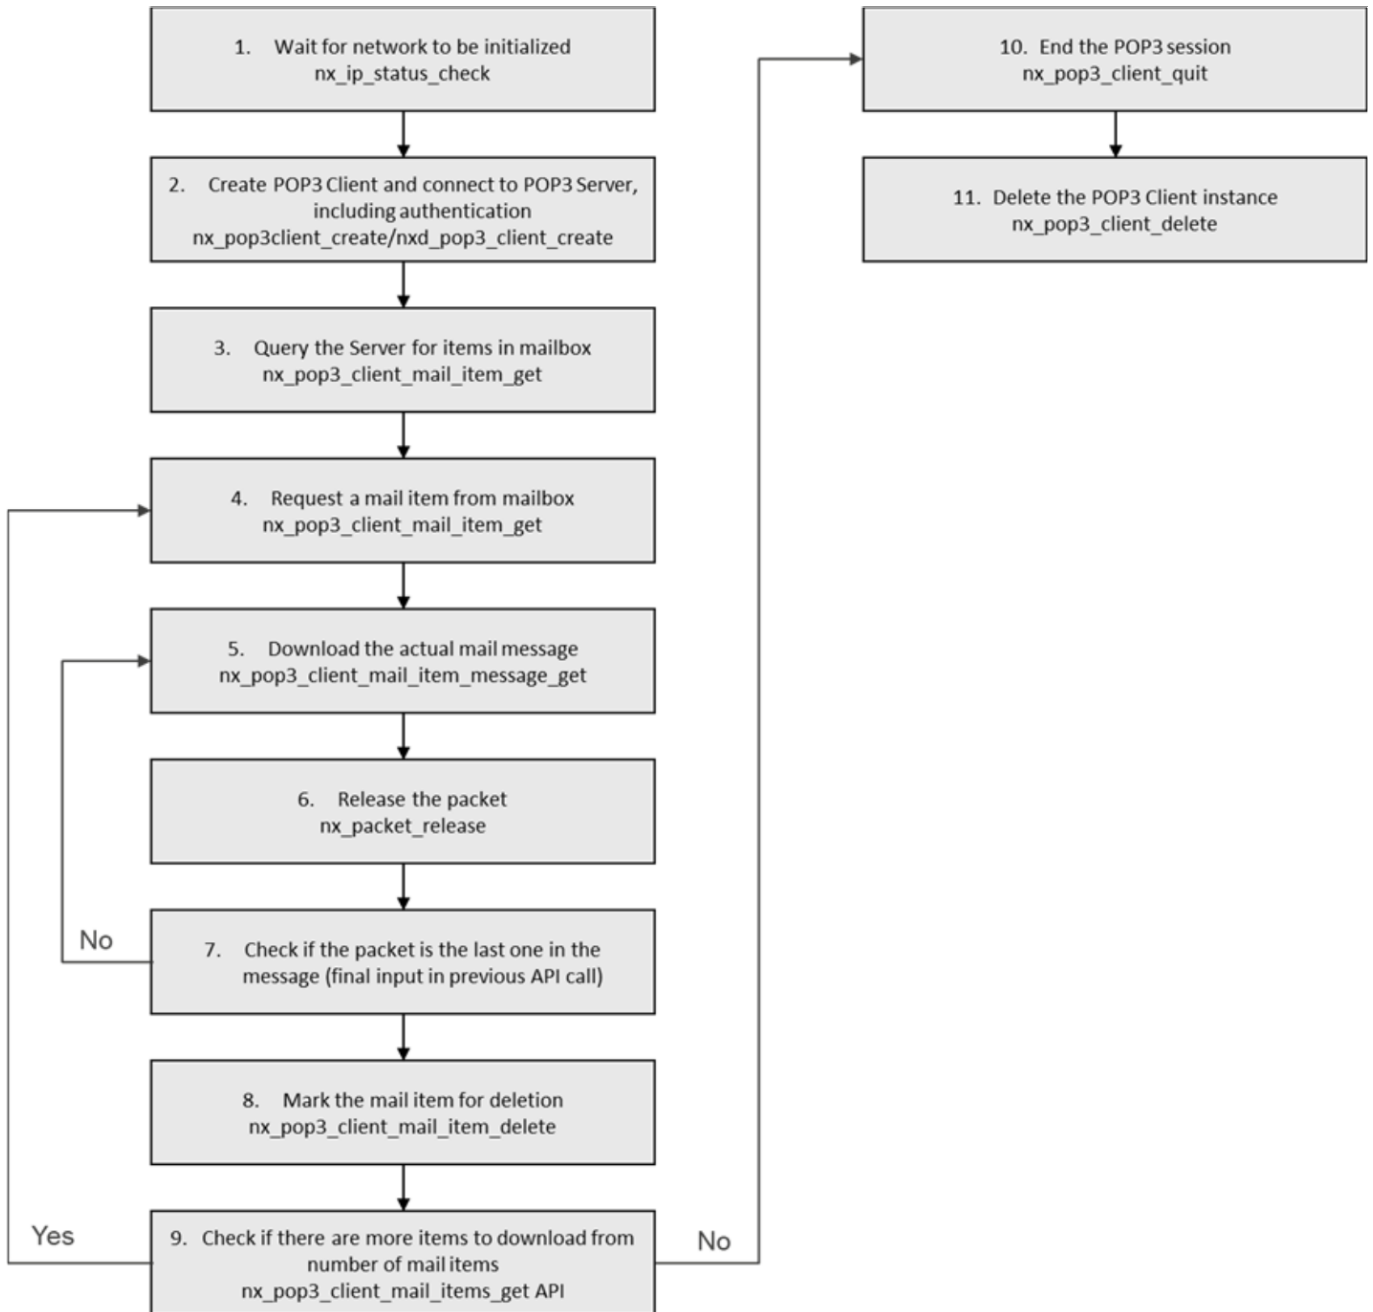 1. Wait for network to be initialized
nx_ip_status_check
2. Create POP3 Client and connect to POP3 Server,
including authentication
nx_pop3client_create/nxd_pop3_client_create
3. Query the Server for items in mailbox
nx_pop3_client_mail_item_get
4. Request a mail item from mailbox
nx_pop3_client_mail_item_get
5. Download the actual mail message
nx_pop3_client_mail_item_message_get
6. Release the packet
nx_packet_release
No
7. Check if the packet is the last one in the
message (final input in previous API call)
8. Mark the mail item for deletion
nx_pop3_client_mail_item_delete
Yes
9. Check if there are more items to download from
number of mail items
nx_pop3_client_mail_items_get API
No
10. End the POP3 session
nx_pop3_client_quit
11. Delete the POP3 Client instance
nx_pop3_client_delete